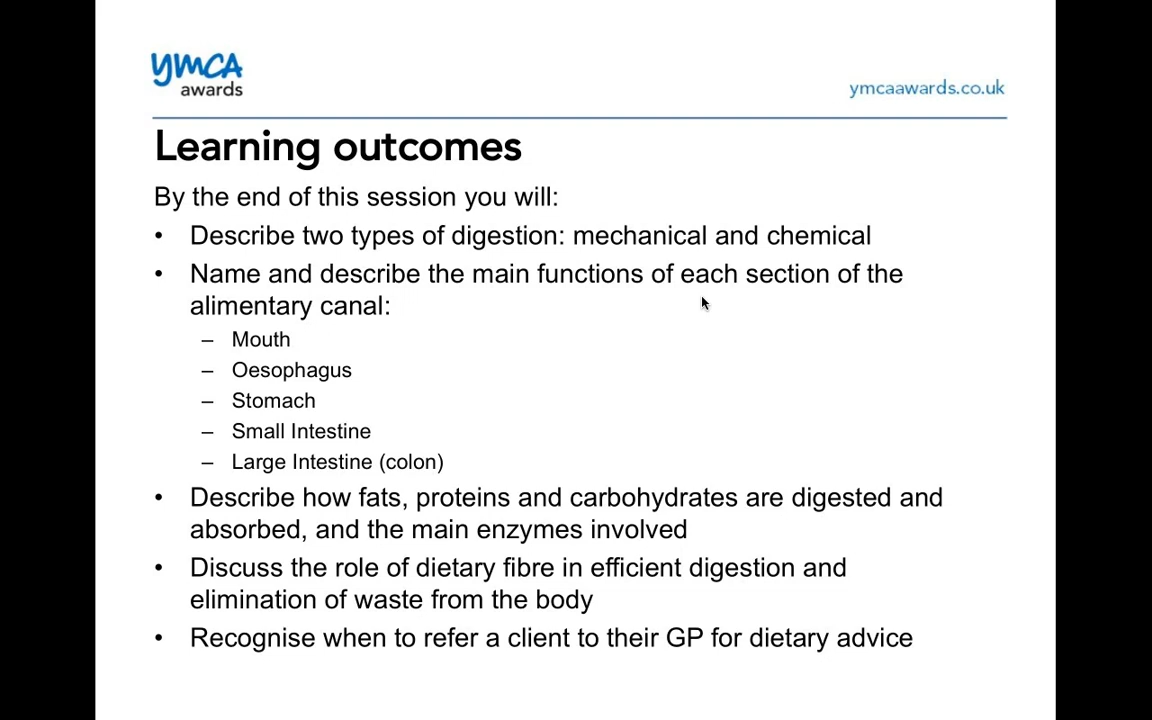 ymca
awards
ymcaawards.co.uk
Learning outcomes
By the end of this session you will:
• Describe two types of digestion: mechanical and chemical
• Name and describe the main functions of each section of the
alimentary canal:
– Mouth
– Oesophagus
– Stomach
– Small Intestine
– Large Intestine (colon)
• Describe how fats, proteins and carbohydrates are digested and
absorbed, and the main enzymes involved
• Discuss the role of dietary fibre in efficient digestion and
elimination of waste from the body
• Recognise when to refer a client to their GP for dietary advice